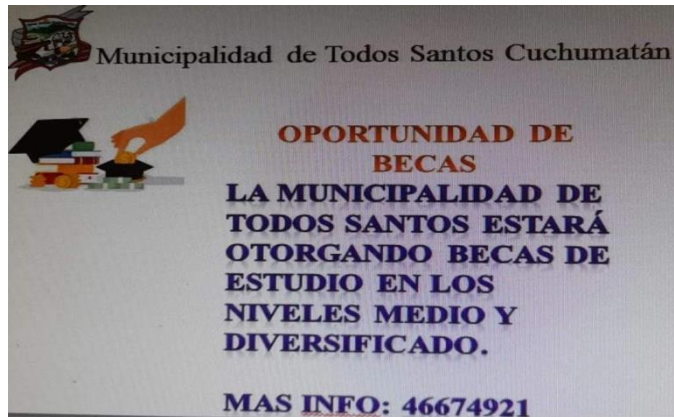 Municipalidad de Todos Santos Cuchumatán
OPORTUNIDAD DE
BECAS
LA MUNICIPALIDAD DE
TODOS SANTOS ESTARÁ
OTORGANDO BECAS DE
ESTUDIO EN LOS
NIVELES MEDIO Y
DIVERSIFICADO.
MAS INFO: 46674921